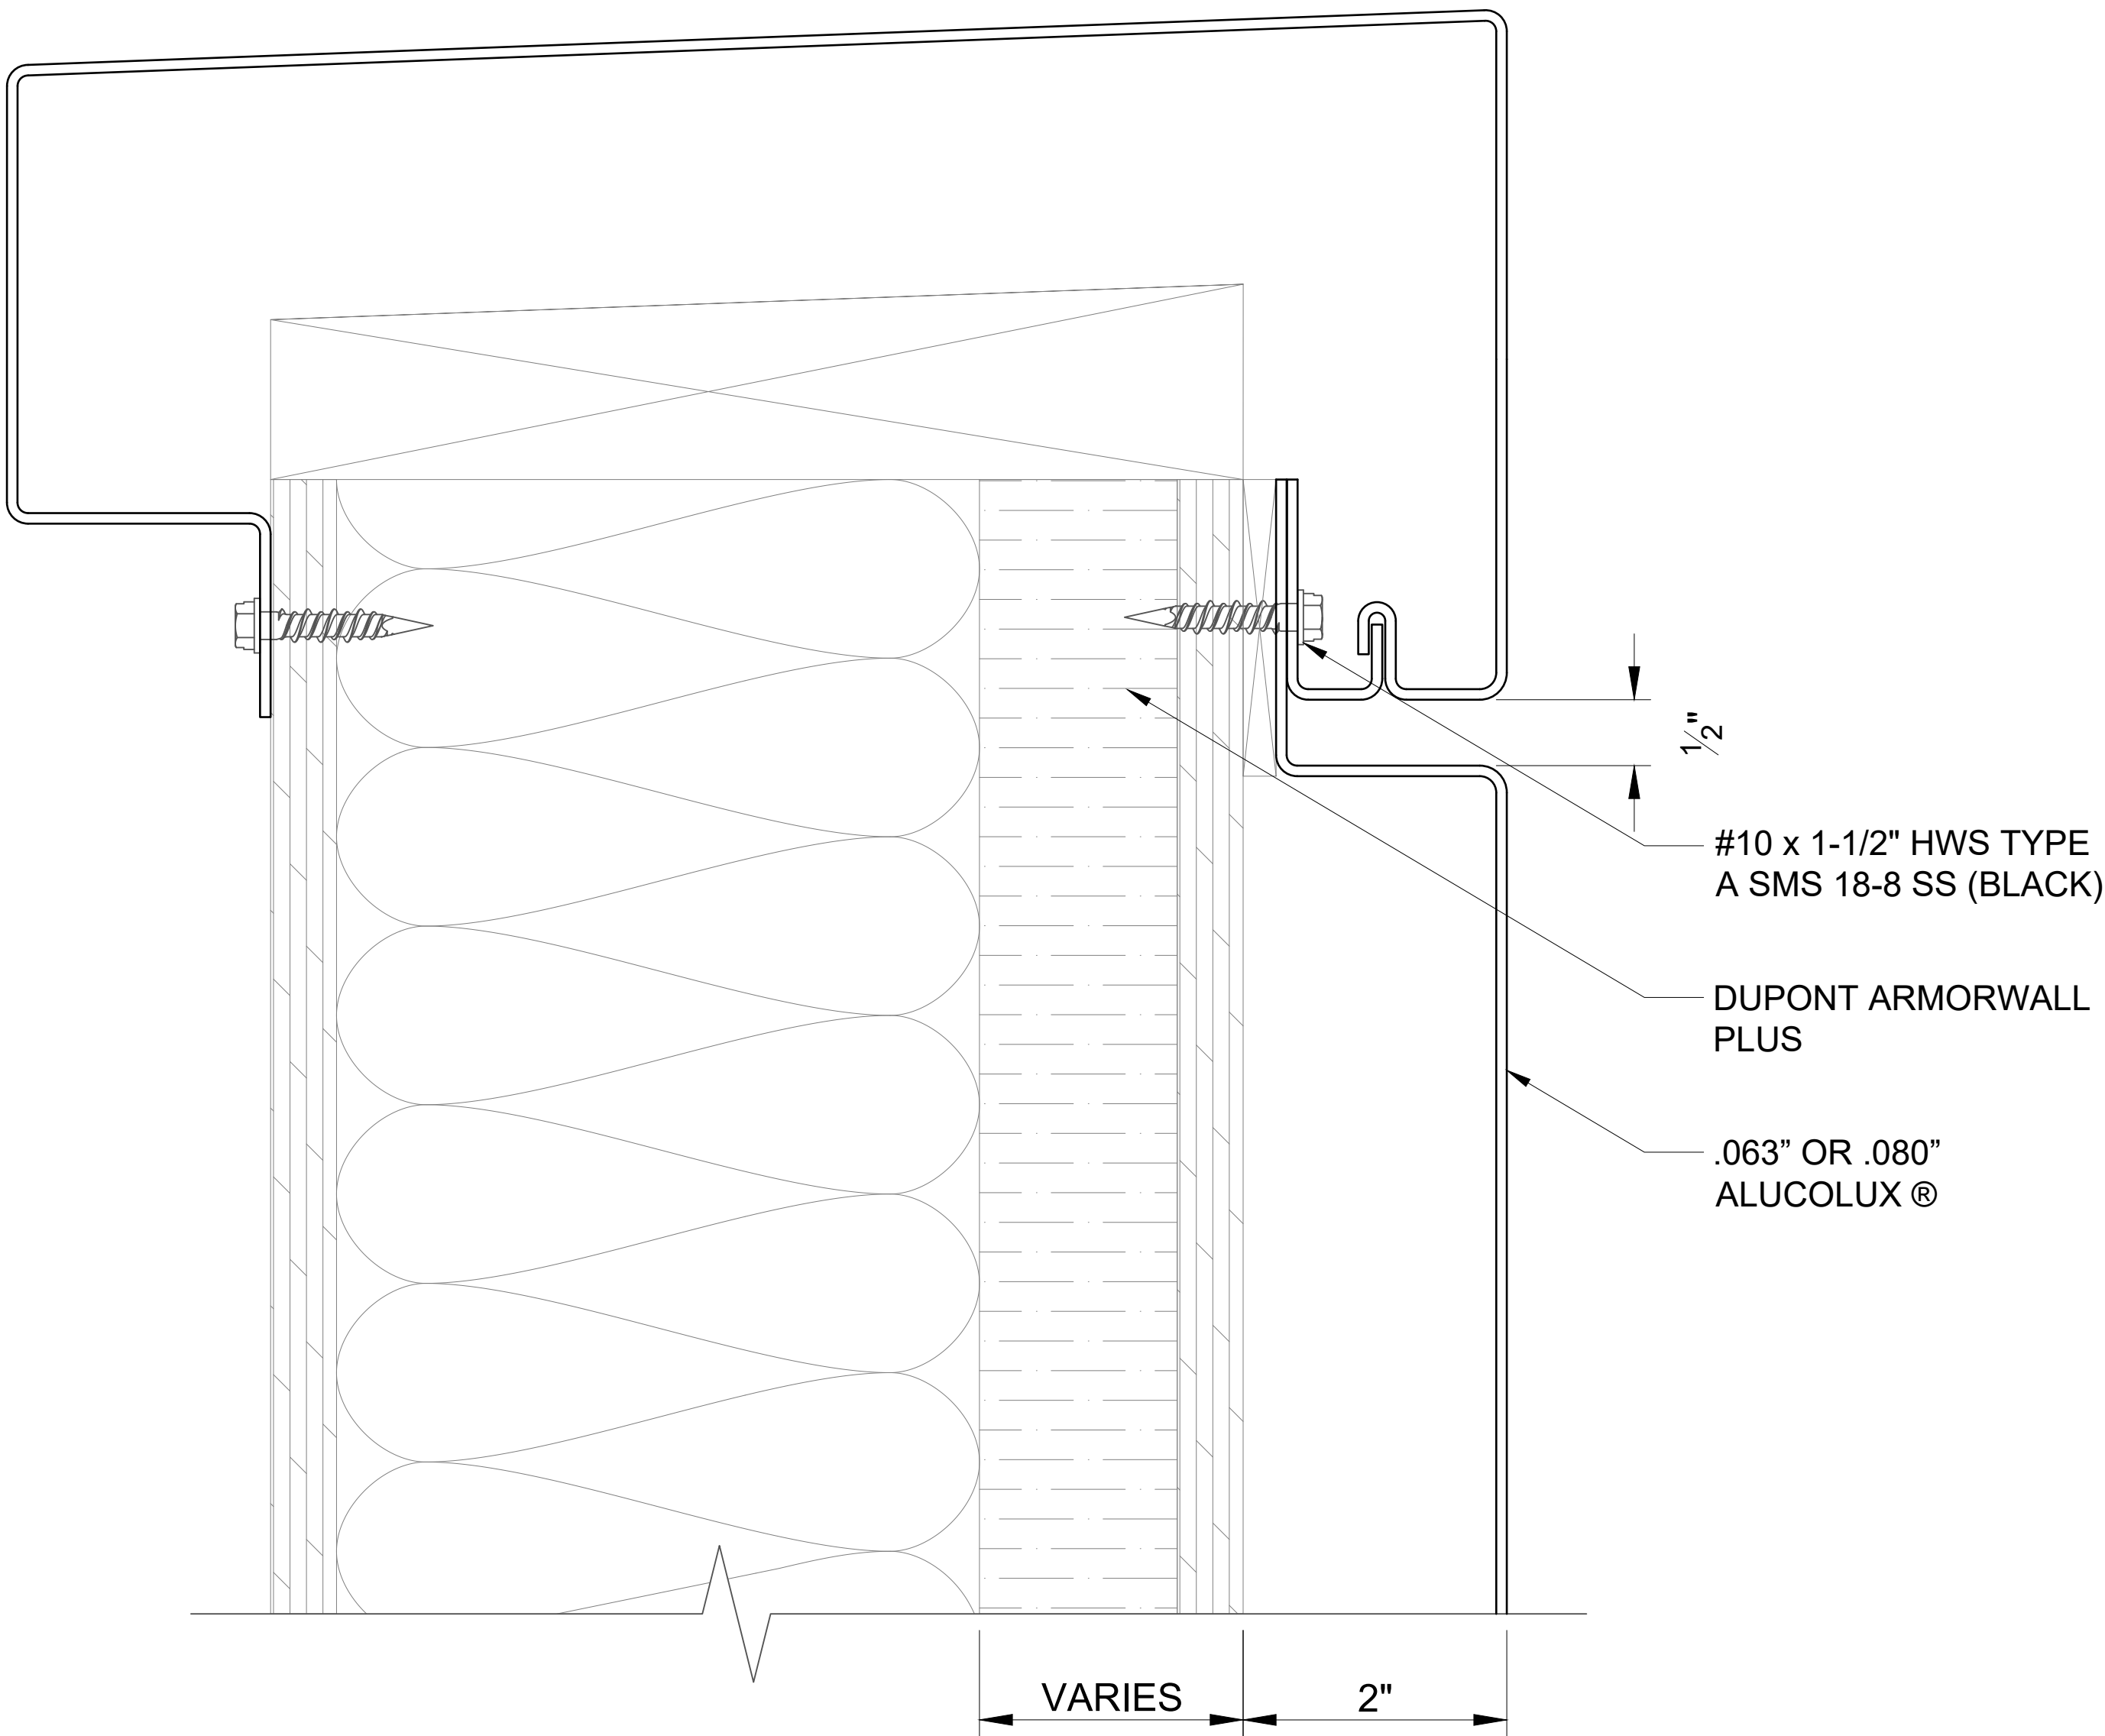 1/2"
#10 x 1-1/2" HWS TYPE
A SMS 18-8 SS (BLACK)
DUPONT ARMORWALL
PLUS
.063” OR .080”
ALUCOLUX ®
VARIES
2"